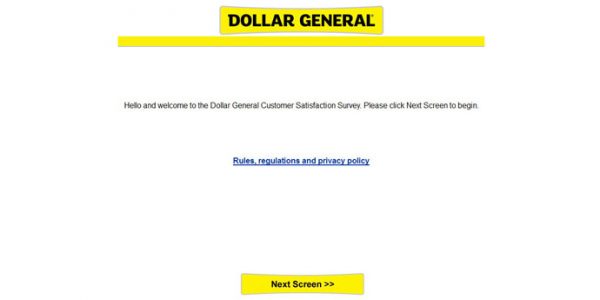 DOLLAR GENERAL
Hello and welcome to the Dollar General Customer Satisfaction Survey. Please click Next Screen to begin.
Rules, regulations and privacy policy
Next Screen >>